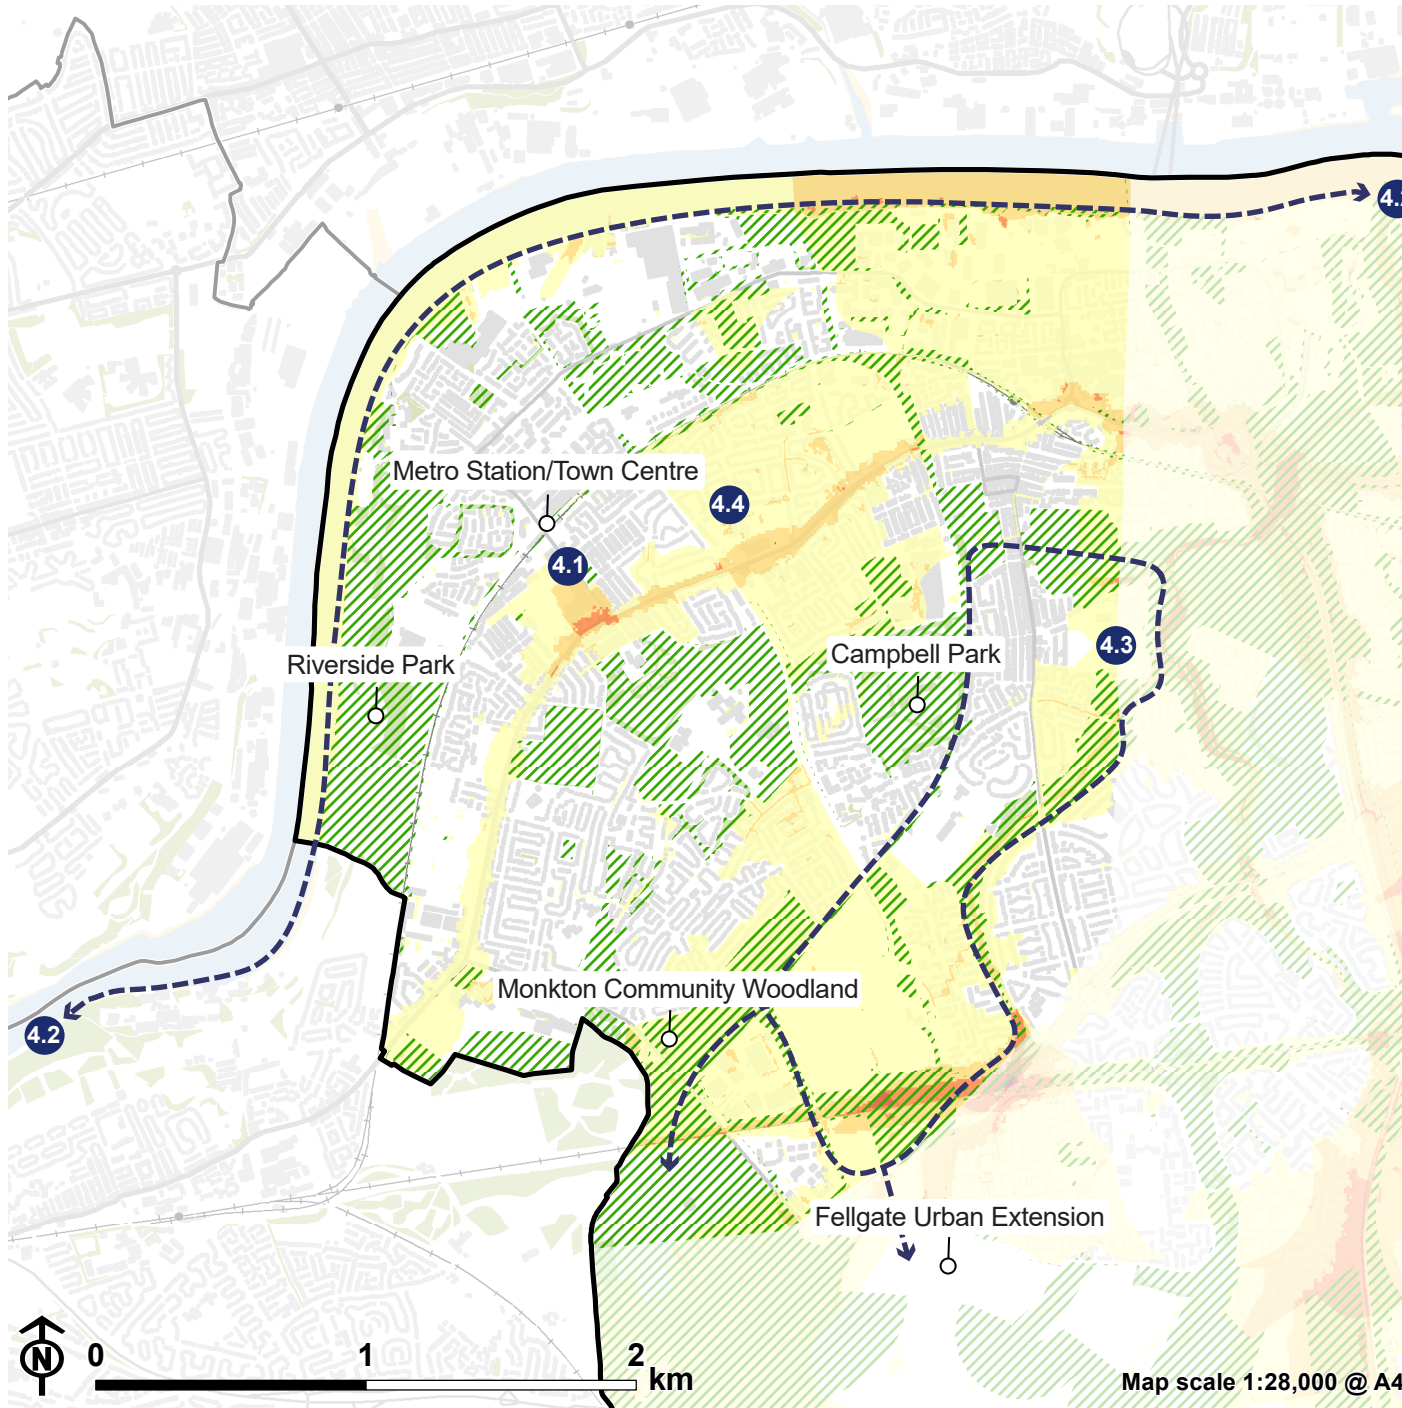 Metro Station/Town Centre
4.4
4.1
Riverside Park
Campbell Park
4.3
4.2
Monkton Community Woodland
Fellgate Urban Extension
N
0 1 2
km
Map scale 1:28,000 @ A4